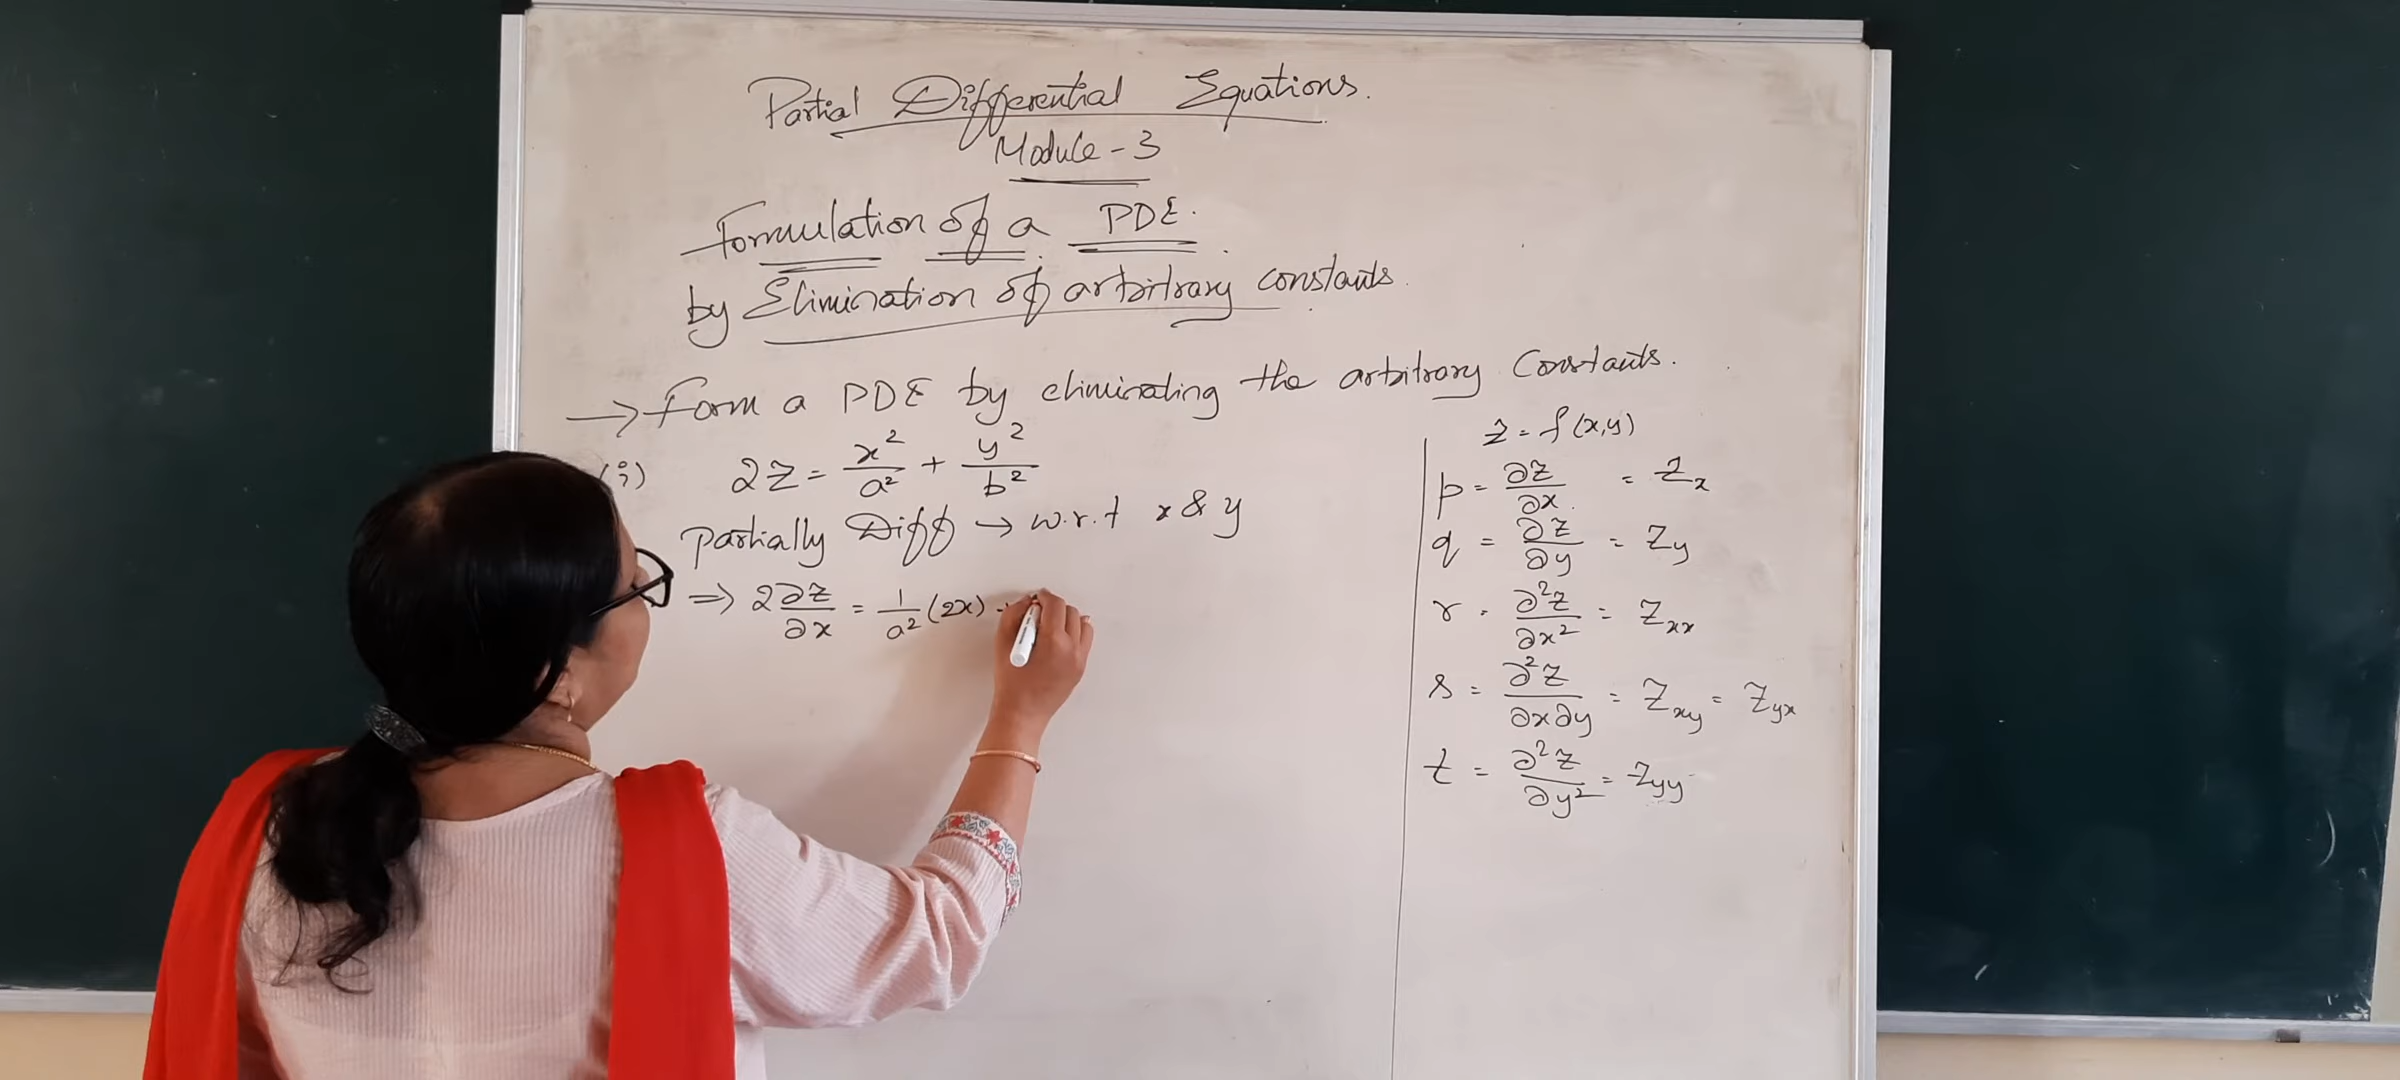 Partial Differential Equations.
Module - 3
Formulation of a PDE.
by Elimination of arbitrary constants.
→ Form a PDE by eliminating the arbitrary Constants.
(i) 2z = x²/a² + y²/b²
Partially Diff → w.r.t x & y
⇒ 2 ∂z/∂x = 1/a² (2x) +
z = f(x,y)
p = ∂z/∂x. = Zx
q = ∂z/∂y = Zy
r = ∂²z/∂x² = Zxx
s = ∂²z/∂x∂y = Zxy = Zyx
t = ∂²z/∂y² = Zyy